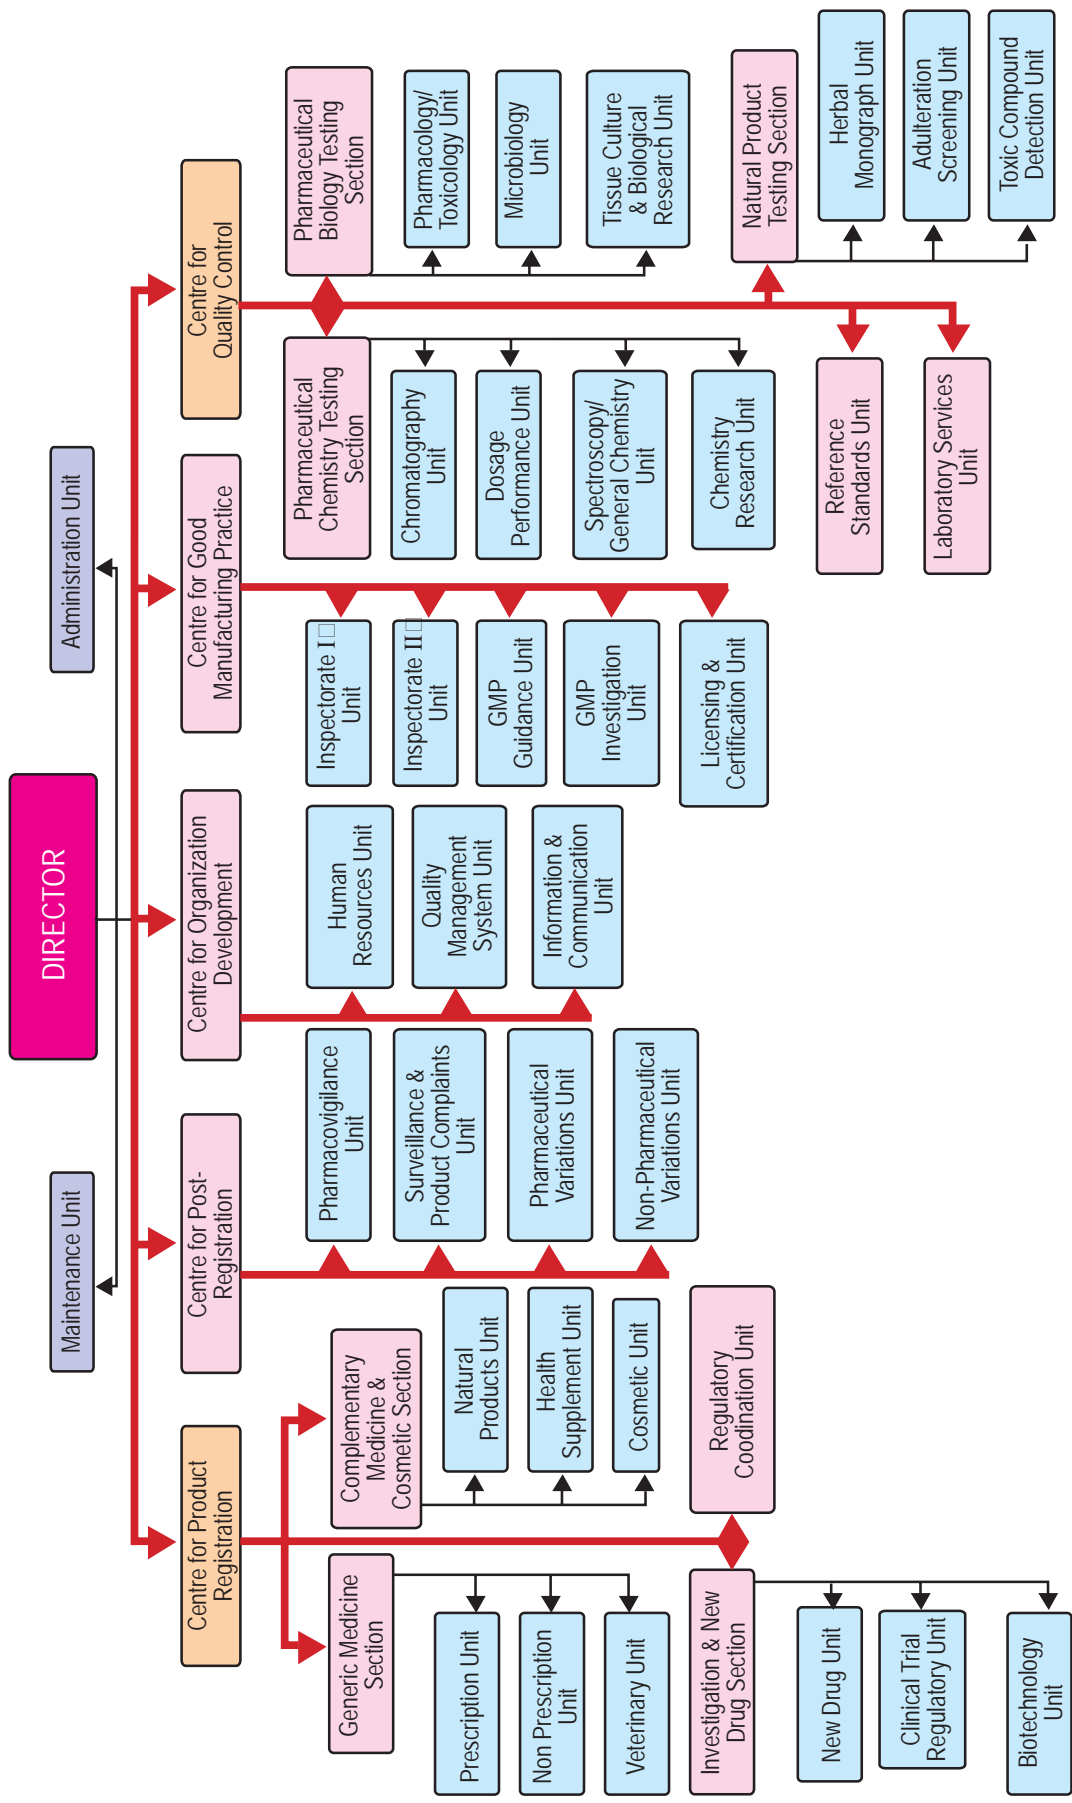 DIRECTOR
Maintenance Unit
Administration Unit
Centre for Product
Registration
Centre for Post-
Registration
Centre for Organization
Development
Centre for Good
Manufacturing Practice
Centre for
Quality Control
Generic Medicine
Section
Prescription Unit
Non Prescription
Unit
Veterinary Unit
Complementary
Medicine &
Cosmetic Section
Natural
Products Unit
Health
Supplement Unit
Cosmetic Unit
Investigation & New
Drug Section
New Drug Unit
Clinical Trial
Regulatory Unit
Biotechnology
Unit
Regulatory
Coodination Unit
Pharmacovigilance
Unit
Surveillance &
Product Complaints
Unit
Pharmaceutical
Variations Unit
Non-Pharmaceutical
Variations Unit
Human
Resources Unit
Quality
Management
System Unit
Information &
Communication
Unit
Inspectorate I□
Unit
Inspectorate II□
Unit
GMP
Guidance Unit
GMP
Investigation
Unit
Licensing &
Certification Unit
Pharmaceutical
Chemistry Testing
Section
Chromatography
Unit
Dosage
Performance Unit
Spectroscopy/
General Chemistry
Unit
Chemistry
Research Unit
Pharmaceutical
Biology Testing
Section
Pharmacology/
Toxicology Unit
Microbiology
Unit
Tissue Culture
& Biological
Research Unit
Natural Product
Testing Section
Herbal
Monograph Unit
Adulteration
Screening Unit
Toxic Compound
Detection Unit
Reference
Standards Unit
Laboratory Services
Unit